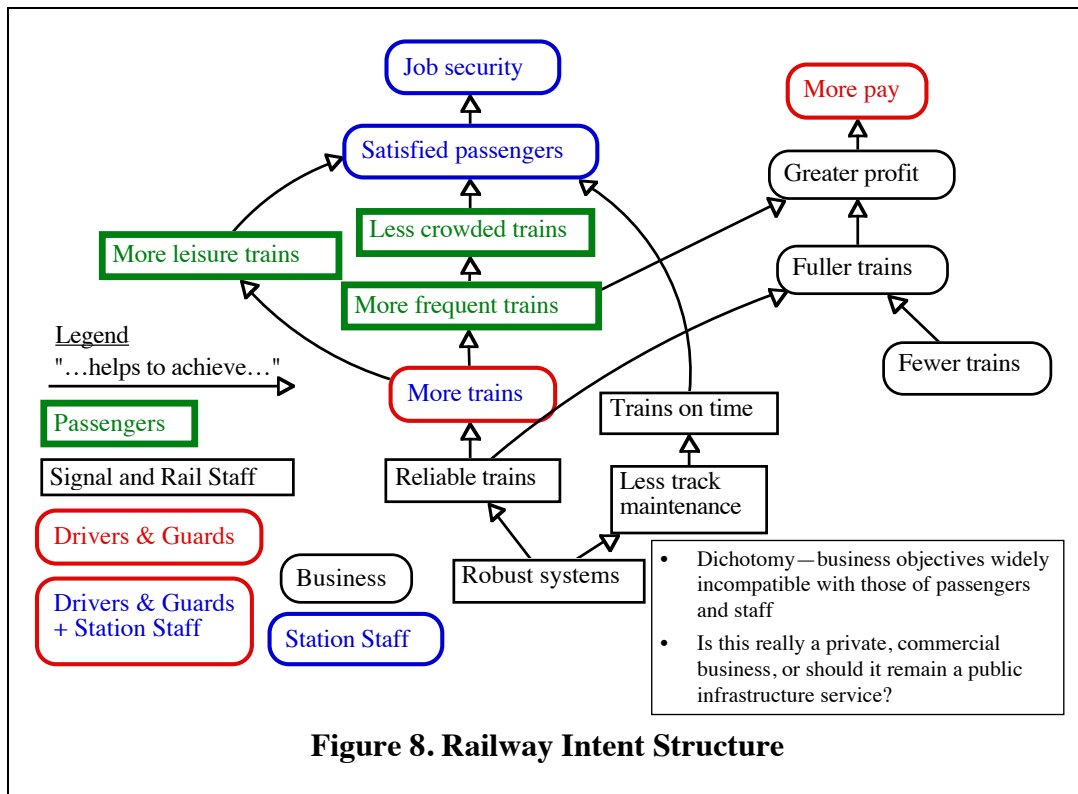 Job security
More pay
Satisfied passengers
Greater profit
Less crowded trains
More leisure trains
Fuller trains
More frequent trains
Legend
"…helps to achieve…"
Fewer trains
More trains
Trains on time
Passengers
Signal and Rail Staff
Reliable trains
Less track
maintenance
Drivers & Guards
Robust systems
Business
Drivers & Guards
+ Station Staff
Station Staff
• Dichotomy—business objectives widely
incompatible with those of passengers
and staff
• Is this really a private, commercial
business, or should it remain a public
infrastructure service?
Figure 8. Railway Intent Structure